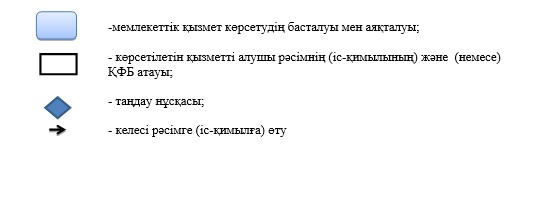 -мемлекеттік қызмет көрсетудің басталуы мен аяқталуы;
- көрсетілетін қызметті алушы рәсімнің (іс-қимылының) және (немесе)
ҚФБ атауы;
- таңдау нұсқасы;
- келесі рәсімге (іс-қимылға) өту